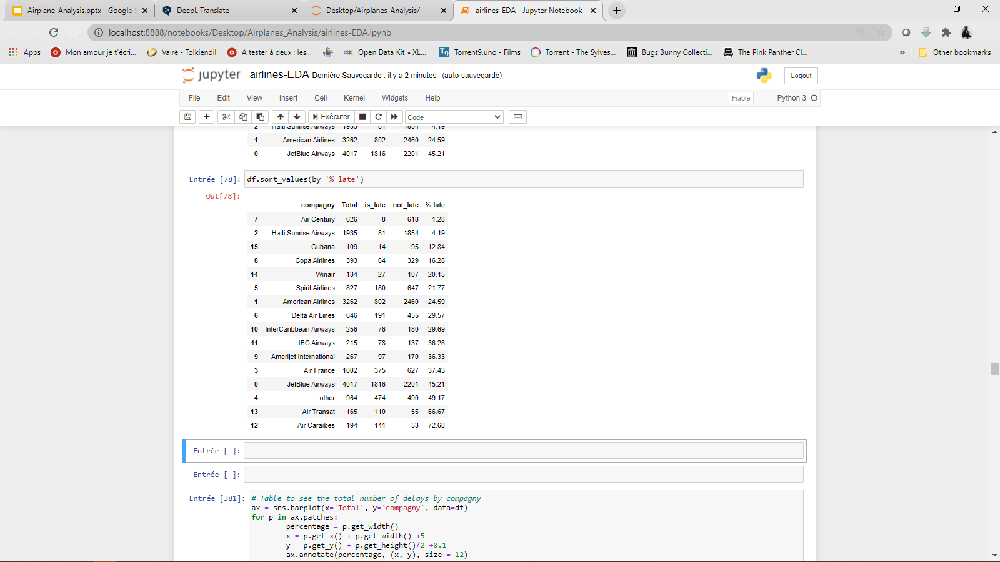 Airplane_Analysis.pptx - Google S
DeepL Translate
Desktop/Airplanes_Analysis/
airlines-EDA - Jupyter Notebook
localhost:8888/notebooks/Desktop/Airplanes_Analysis/airlines-EDA.ipynb
Apps
Mon amour je t'écri...
Vairë - Tolkiendil
A tester à deux : les...
Open Data Kit » XL...
Torrent9.uno - Films
Torrent - The Sylves...
Bugs Bunny Collecti...
The Pink Panther Cl...
»
Other bookmarks
jupyter airlines-EDA Dernière Sauvegarde : il y a 2 minutes (auto-sauvegardé)
Logout
File Edit View Insert Cell Kernel Widgets Help
Fiable
Python 3
Exécuter
Code
2 Haiti Sunrise Airways 1935 81 1854 4.19
1 American Airlines 3262 802 2460 24.59
0 JetBlue Airways 4017 1816 2201 45.21
Entrée [78]: df.sort_values(by='% late')
Out[78]:
compagny Total is_late not_late % late
7 Air Century 626 8 618 1.28
2 Haiti Sunrise Airways 1935 81 1854 4.19
15 Cubana 109 14 95 12.84
8 Copa Airlines 393 64 329 16.28
14 Winair 134 27 107 20.15
5 Spirit Airlines 827 180 647 21.77
1 American Airlines 3262 802 2460 24.59
6 Delta Air Lines 646 191 455 29.57
10 InterCaribbean Airways 256 76 180 29.69
11 IBC Airways 215 78 137 36.28
9 Amerijet International 267 97 170 36.33
3 Air France 1002 375 627 37.43
0 JetBlue Airways 4017 1816 2201 45.21
4 other 964 474 490 49.17
13 Air Transat 165 110 55 66.67
12 Air Caraïbes 194 141 53 72.68
Entrée [ ]:
Entrée [ ]:
Entrée [381]: # Table to see the total number of delays by compagny
ax = sns.barplot(x='Total', y='compagny', data=df)
for p in ax.patches:
percentage = p.get_width()
x = p.get_x() + p.get_width() +5
y = p.get_y() + p.get_height()/2 +0.1
ax.annotate(percentage, (x, y), size = 12)